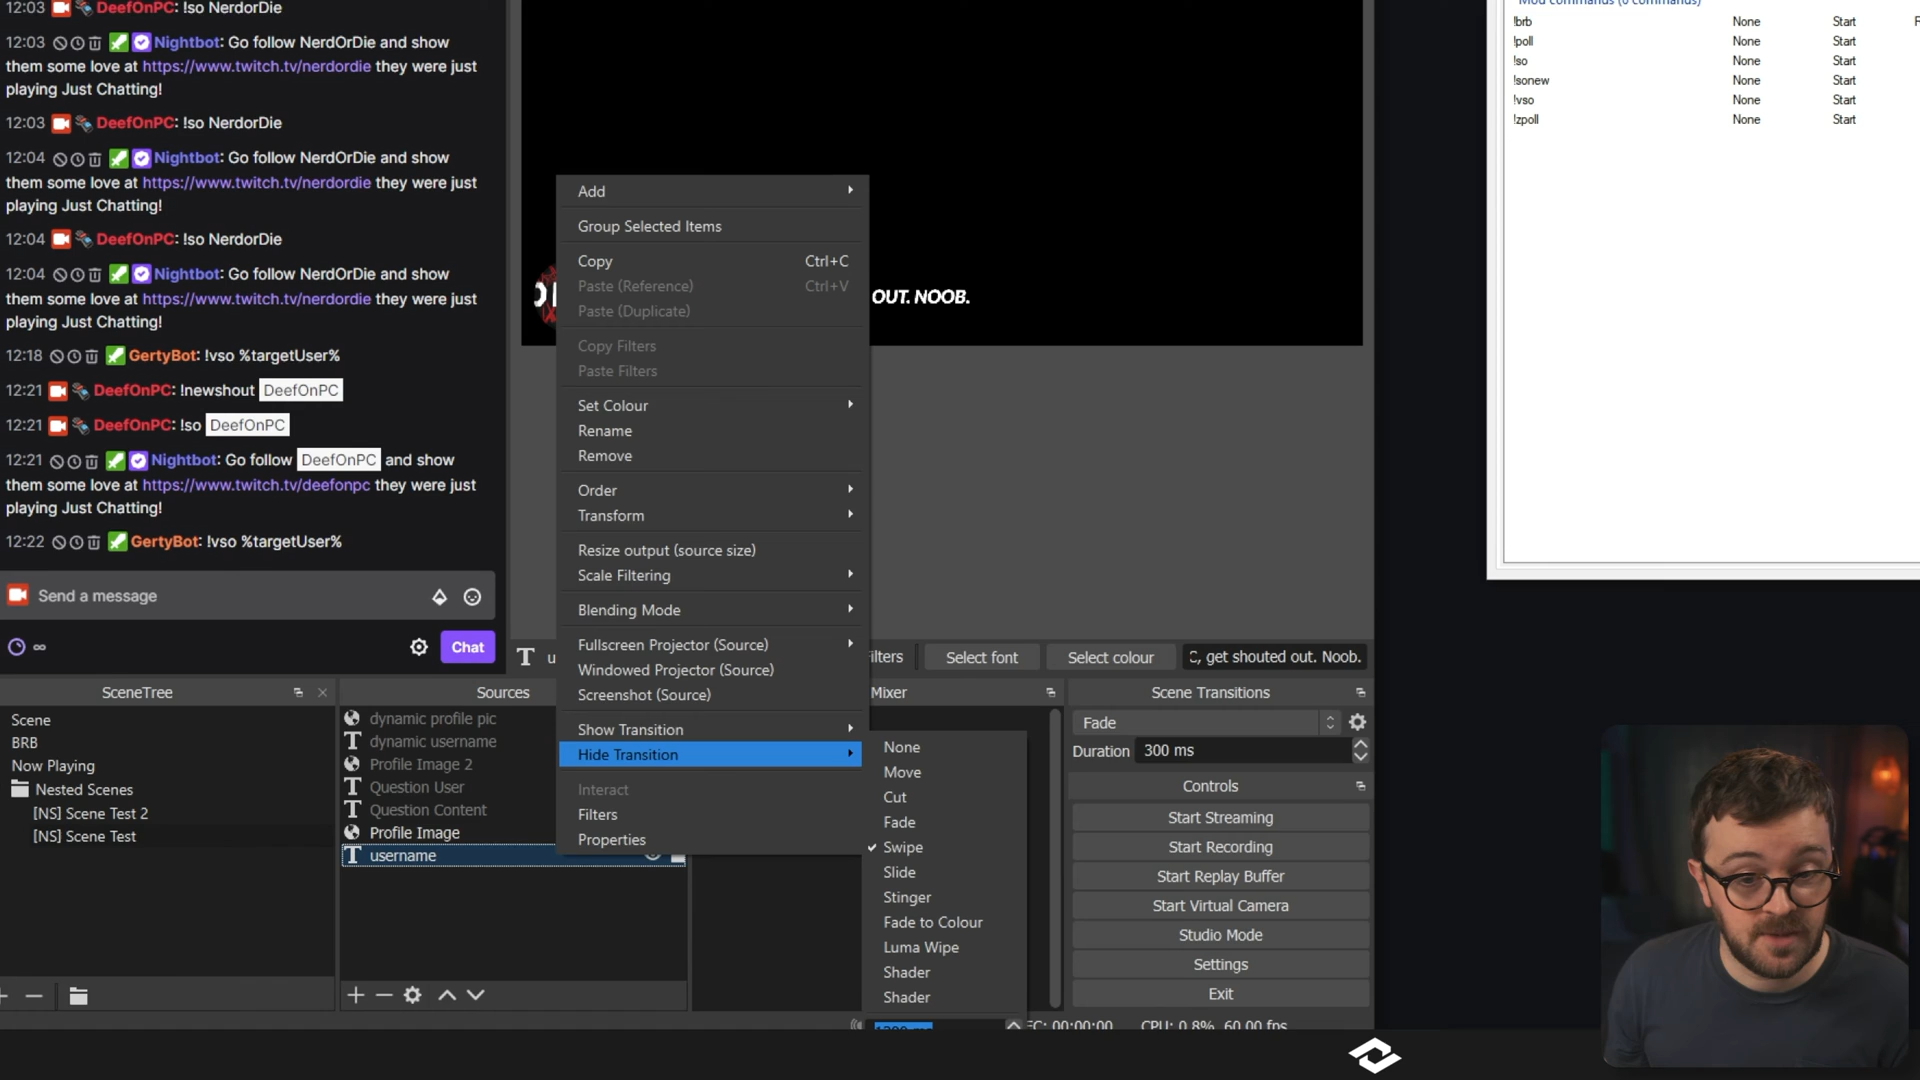 12:03 DeefOnPC: !so NerdorDie
12:03 Nightbot: Go follow NerdOrDie and show
them some love at https://www.twitch.tv/nerdordie they were just
playing Just Chatting!
12:03 DeefOnPC: !so NerdorDie
12:04 Nightbot: Go follow NerdOrDie and show
them some love at https://www.twitch.tv/nerdordie they were just
playing Just Chatting!
12:04 DeefOnPC: !so NerdorDie
12:04 Nightbot: Go follow NerdOrDie and show
them some love at https://www.twitch.tv/nerdordie they were just
playing Just Chatting!
12:18 GertyBot: !vso %targetUser%
12:21 DeefOnPC: !newshout DeefOnPC
12:21 DeefOnPC: !so DeefOnPC
12:21 Nightbot: Go follow DeefOnPC and show
them some love at https://www.twitch.tv/deefonpc they were just
playing Just Chatting!
12:22 GertyBot: !vso %targetUser%
Send a message
Chat
SceneTree
Scene
BRB
Now Playing
Nested Scenes
[NS] Scene Test 2
[NS] Scene Test
Sources
dynamic profile pic
dynamic username
Profile Image 2
Question User
Question Content
Profile Image
username
Add
Group Selected Items
Copy Ctrl+C
Paste (Reference) Ctrl+V
Paste (Duplicate)
Copy Filters
Paste Filters
Set Colour
Rename
Remove
Order
Transform
Resize output (source size)
Scale Filtering
Blending Mode
Fullscreen Projector (Source)
Windowed Projector (Source)
Screenshot (Source)
Show Transition
Hide Transition
Interact
Filters
Properties
None
Move
Cut
Fade
Swipe
Slide
Stinger
Fade to Colour
Luma Wipe
Shader
Shader
OUT. NOOB.
Select font
Select colour
, get shouted out. Noob.
Mixer
Scene Transitions
Fade
Duration 300 ms
Controls
Start Streaming
Start Recording
Start Replay Buffer
Start Virtual Camera
Studio Mode
Settings
Exit
00:00:00 CPU: 0.8% 60.00 fps
Mod commands (6 commands)
!brb None Start
!poll None Start
!so None Start
!sonew None Start
!vso None Start
!zpoll None Start